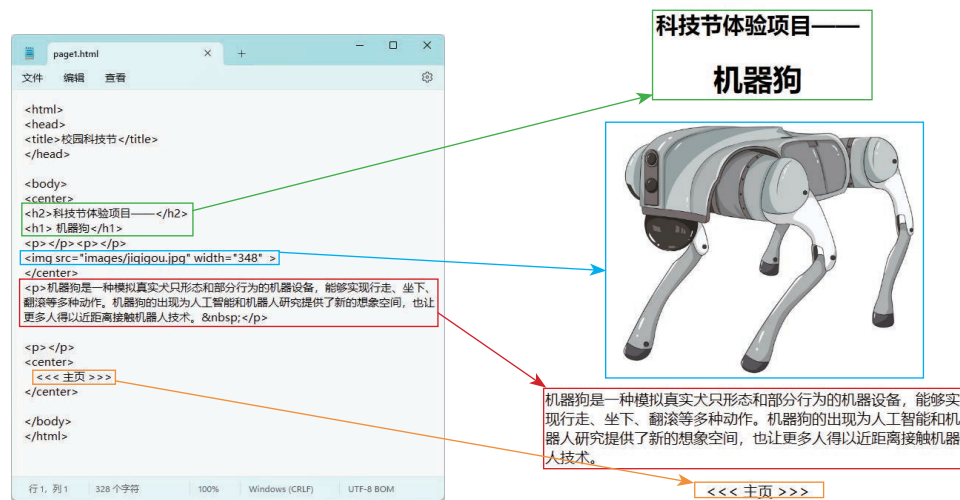 page1.html
文件 编辑 查看
<html>
<head>
<title>校园科技节</title>
</head>
<body>
<center>
<h2>科技节体验项目——</h2>
<h1> 机器狗</h1>
<p></p><p></p>
<img src="images/jiqigou.jpg" width="348" >
</center>
<p>机器狗是一种模拟真实犬只形态和部分行为的机器设备，能够实现行走、坐下、
翻滚等多种动作。机器狗的出现为人工智能和机器人研究提供了新的想象空间，也让
更多人得以近距离接触机器人技术。&nbsp;</p>
<p></p>
<center>
<<< 主页 >>>
</center>
</body>
</html>
行 1，列 1 328 个字符 100% Windows (CRLF) UTF-8 BOM
科技节体验项目——
机器狗
机器狗是一种模拟真实犬只形态和部分行为的机器设备，能够实
现行走、坐下、翻滚等多种动作。机器狗的出现为人工智能和机
器人研究提供了新的想象空间，也让更多人得以近距离接触机器
人技术。
<<< 主页 >>>